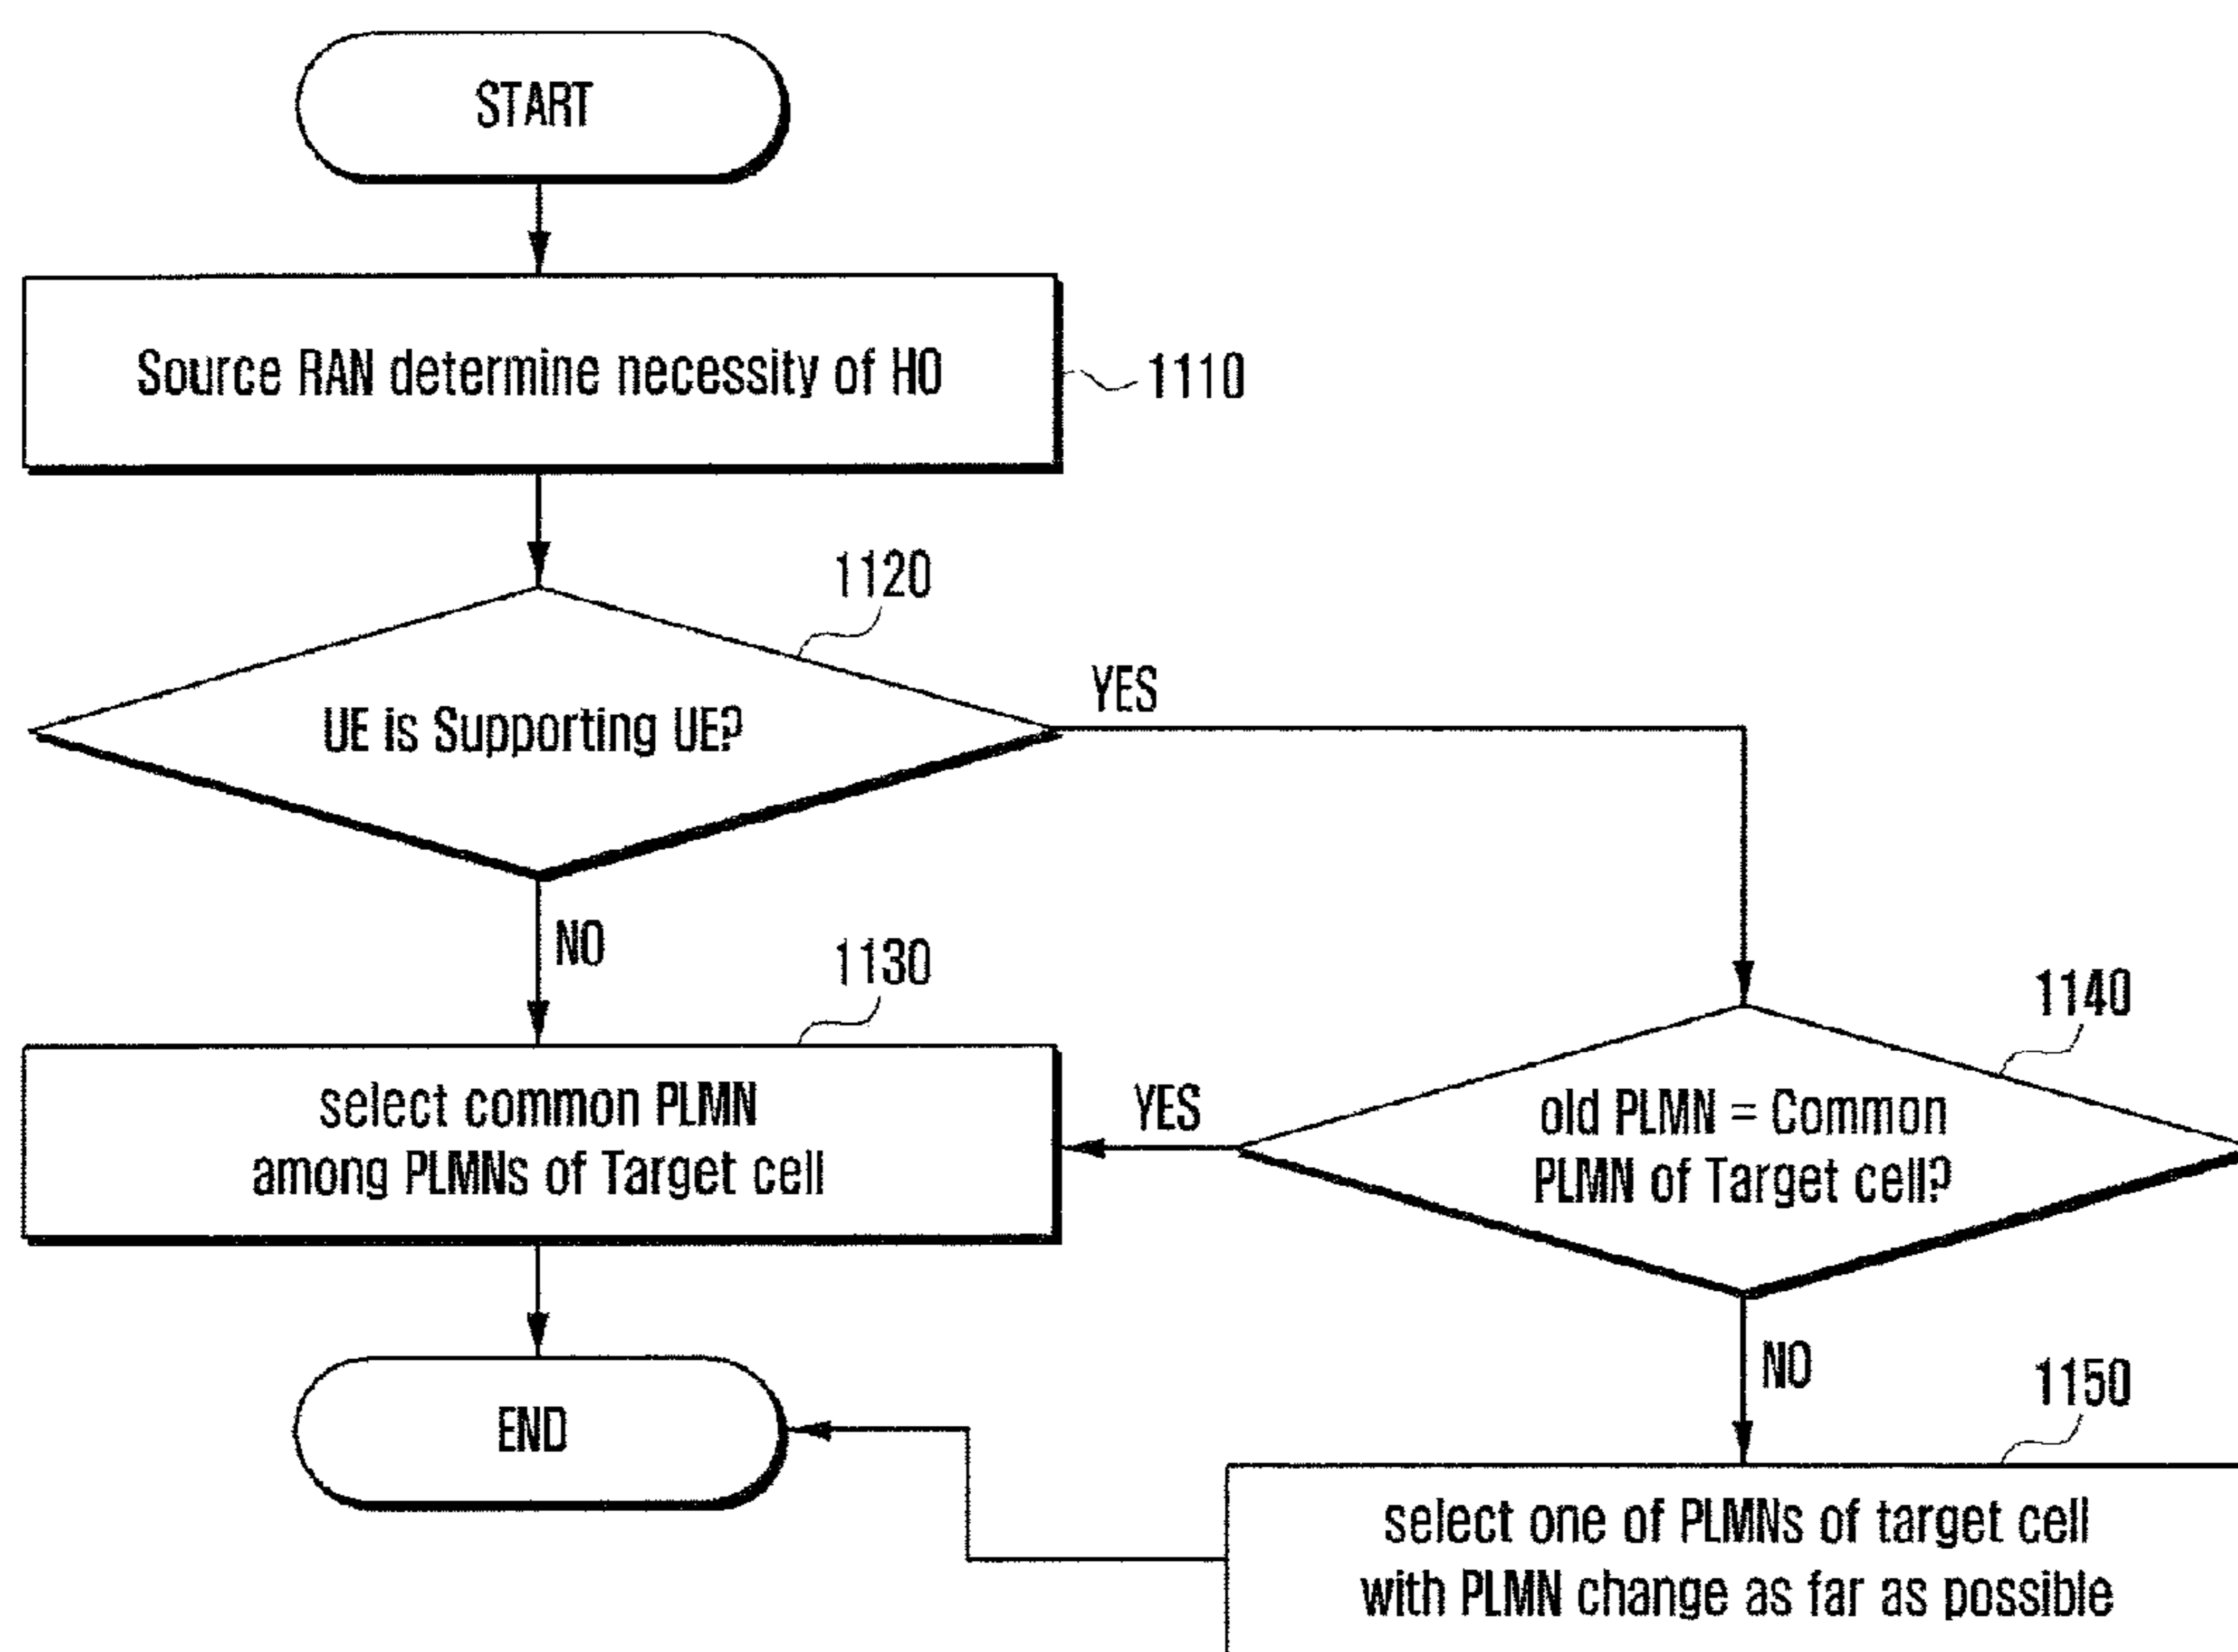 START
Source RAN determine necessity of HO
1110
1120
UE is Supporting UE?
YES
NO
1130
select common PLMN
among PLMNs of Target cell
YES
1140
old PLMN = Common
PLMN of Target cell?
NO
END
1150
select one of PLMNs of target cell
with PLMN change as far as possible